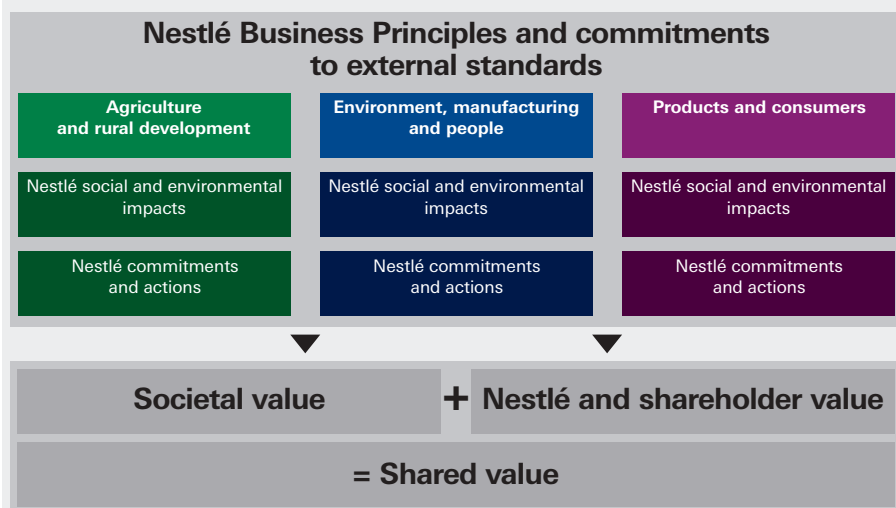 Nestlé Business Principles and commitments
to external standards
Agriculture
and rural development
Environment, manufacturing
and people
Products and consumers
Nestlé social and environmental
impacts
Nestlé social and environmental
impacts
Nestlé social and environmental
impacts
Nestlé commitments
and actions
Nestlé commitments
and actions
Nestlé commitments
and actions
Societal value
+
Nestlé and shareholder value
= Shared value